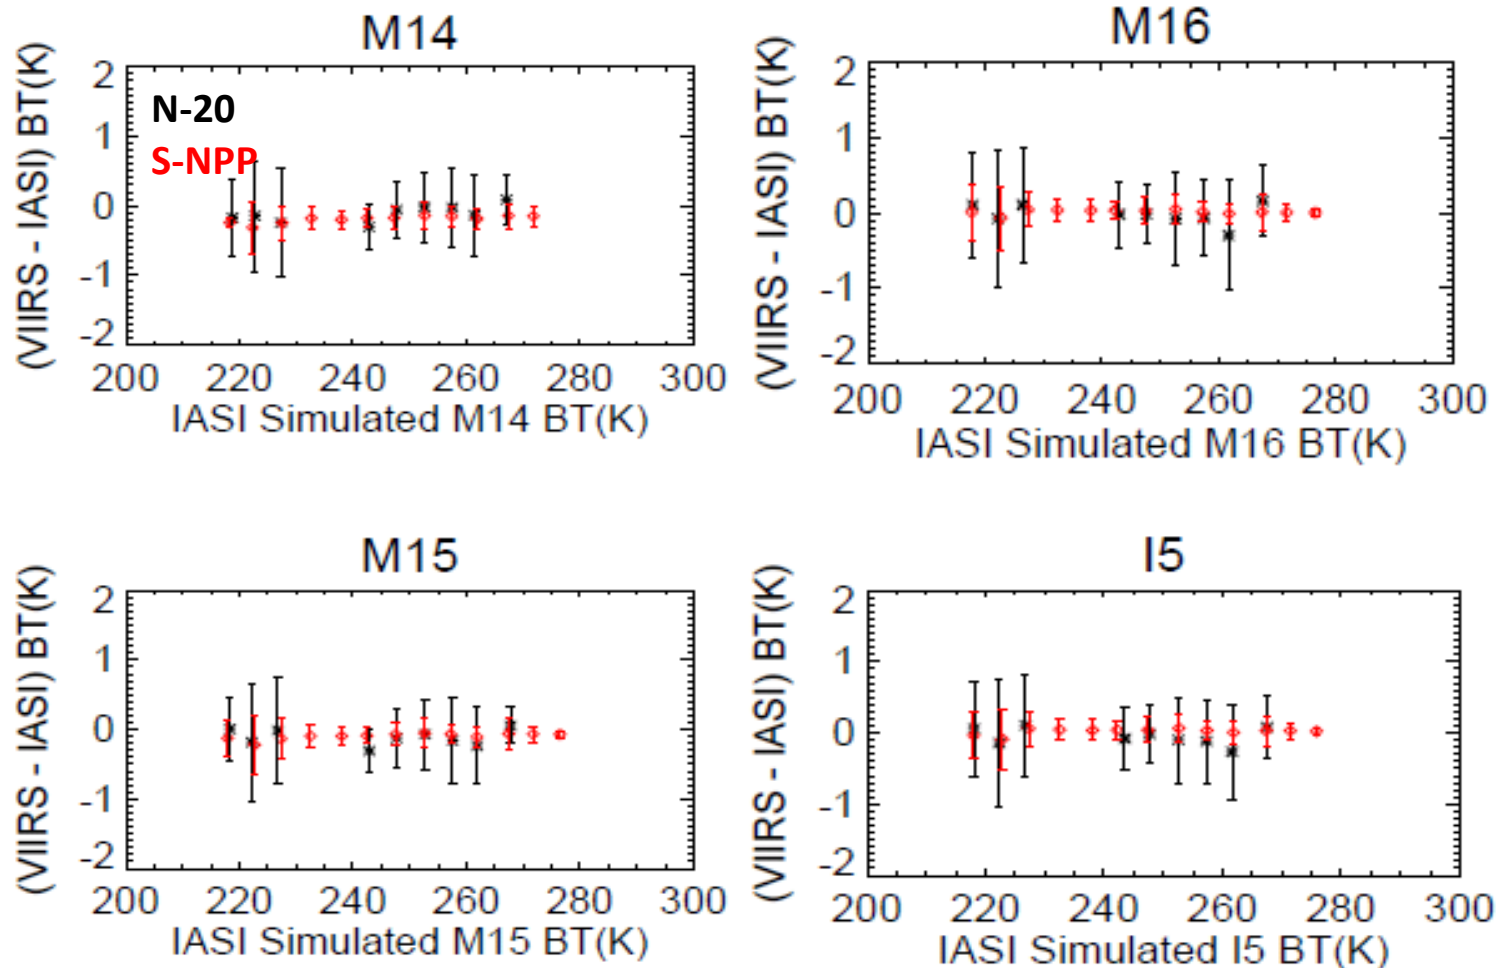 M14
(VIIRS - IASI) BT(K)
2
1
0
-1
-2
N-20
S-NPP
200 220 240 260 280 300
IASI Simulated M14 BT(K)
M16
(VIIRS - IASI) BT(K)
2
1
0
-1
-2
200 220 240 260 280 300
IASI Simulated M16 BT(K)
M15
(VIIRS - IASI) BT(K)
2
1
0
-1
-2
200 220 240 260 280 300
IASI Simulated M15 BT(K)
I5
(VIIRS - IASI) BT(K)
2
1
0
-1
-2
200 220 240 260 280 300
IASI Simulated I5 BT(K)